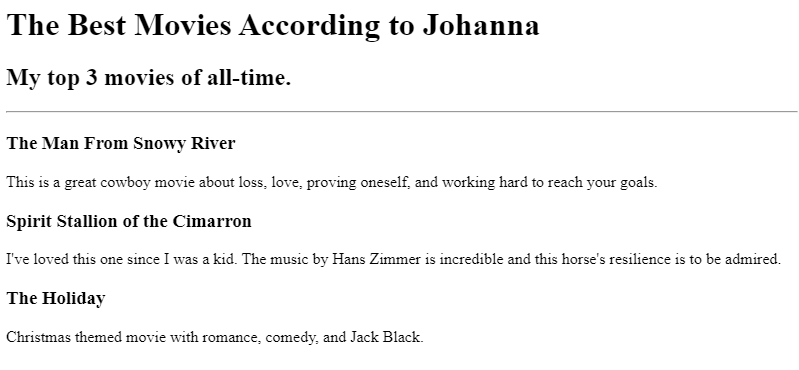 The Best Movies According to Johanna
My top 3 movies of all-time.
The Man From Snowy River
This is a great cowboy movie about loss, love, proving oneself, and working hard to reach your goals.
Spirit Stallion of the Cimarron
I've loved this one since I was a kid. The music by Hans Zimmer is incredible and this horse's resilience is to be admired.
The Holiday
Christmas themed movie with romance, comedy, and Jack Black.